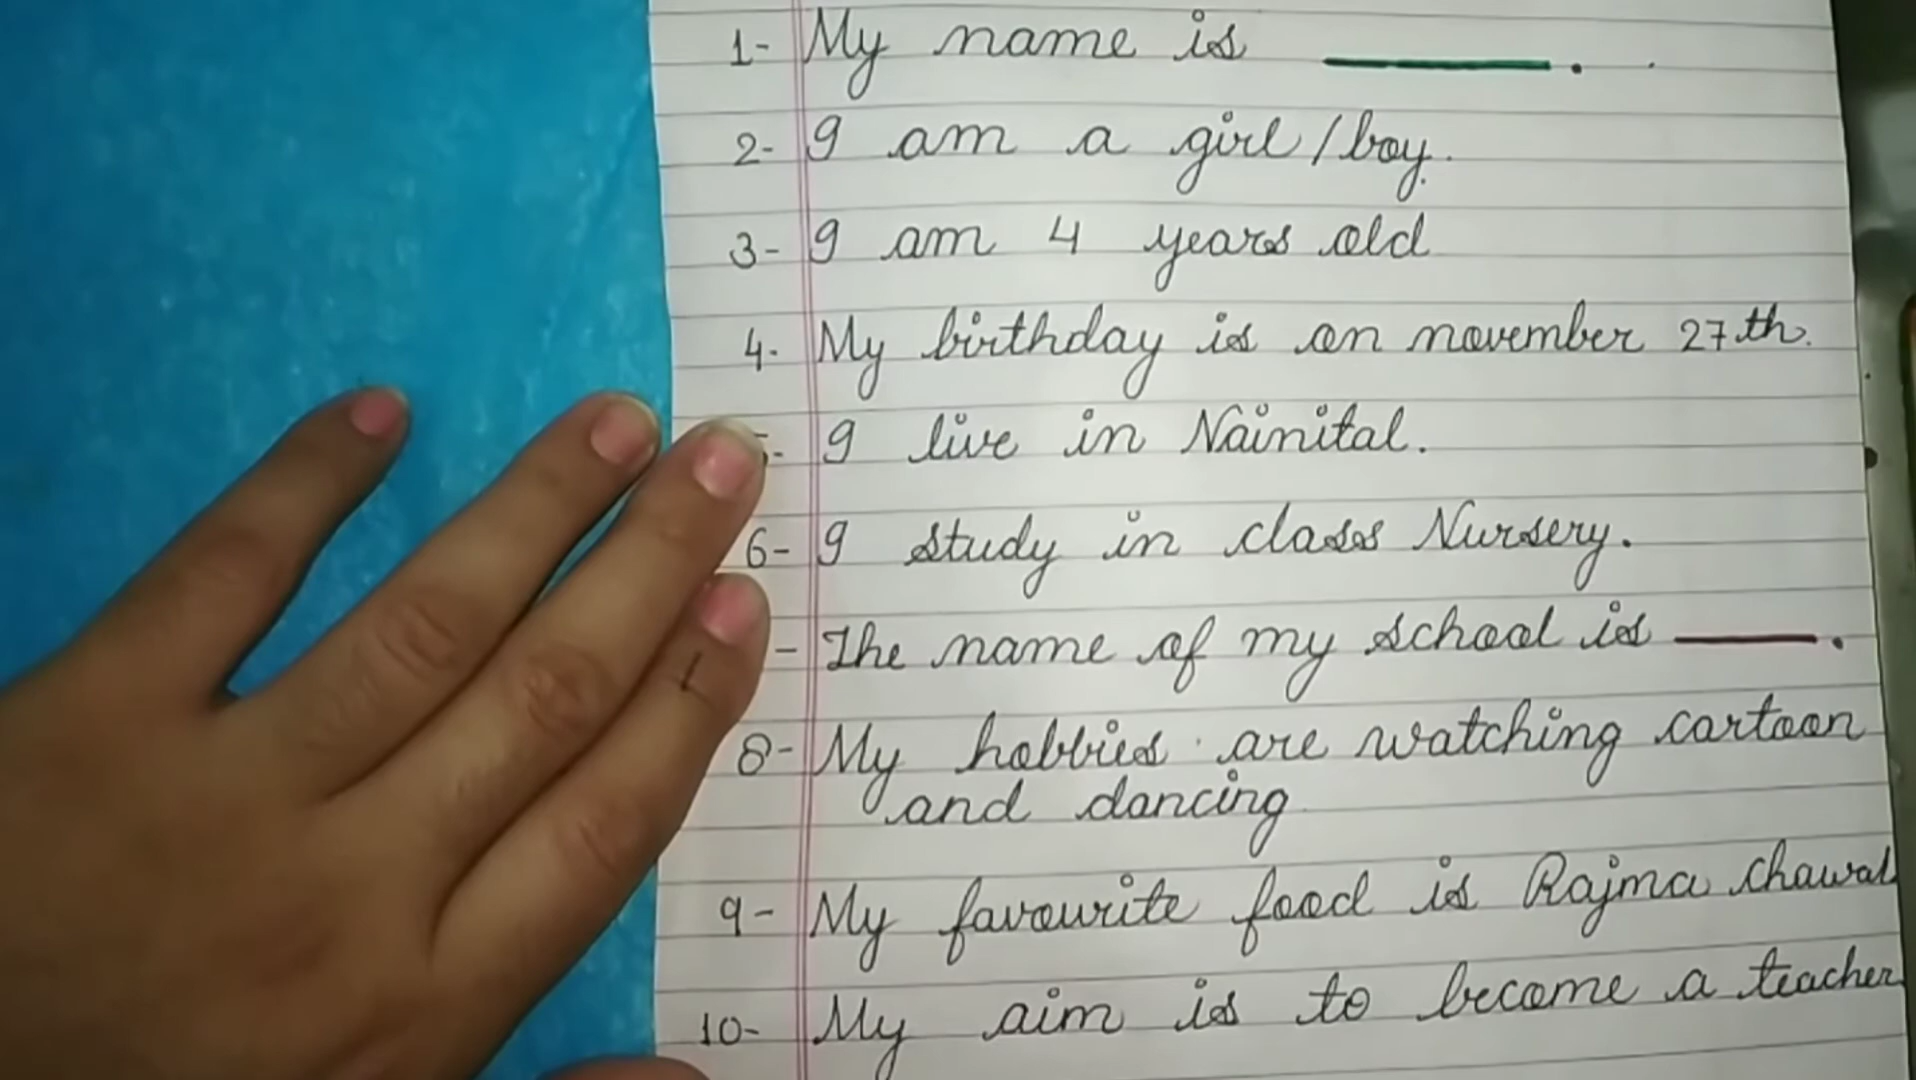 1- My name is ______.
2- I am a girl/boy.
3- I am 4 years old
4- My birthday is on november 27th.
5- I live in Nainital.
6- I study in class Nursery.
- The name of my school is ______.
8- My hobbies are watching cartoon
and dancing
9- My favourite food is Rajma chawal
10- My aim is to become a teacher